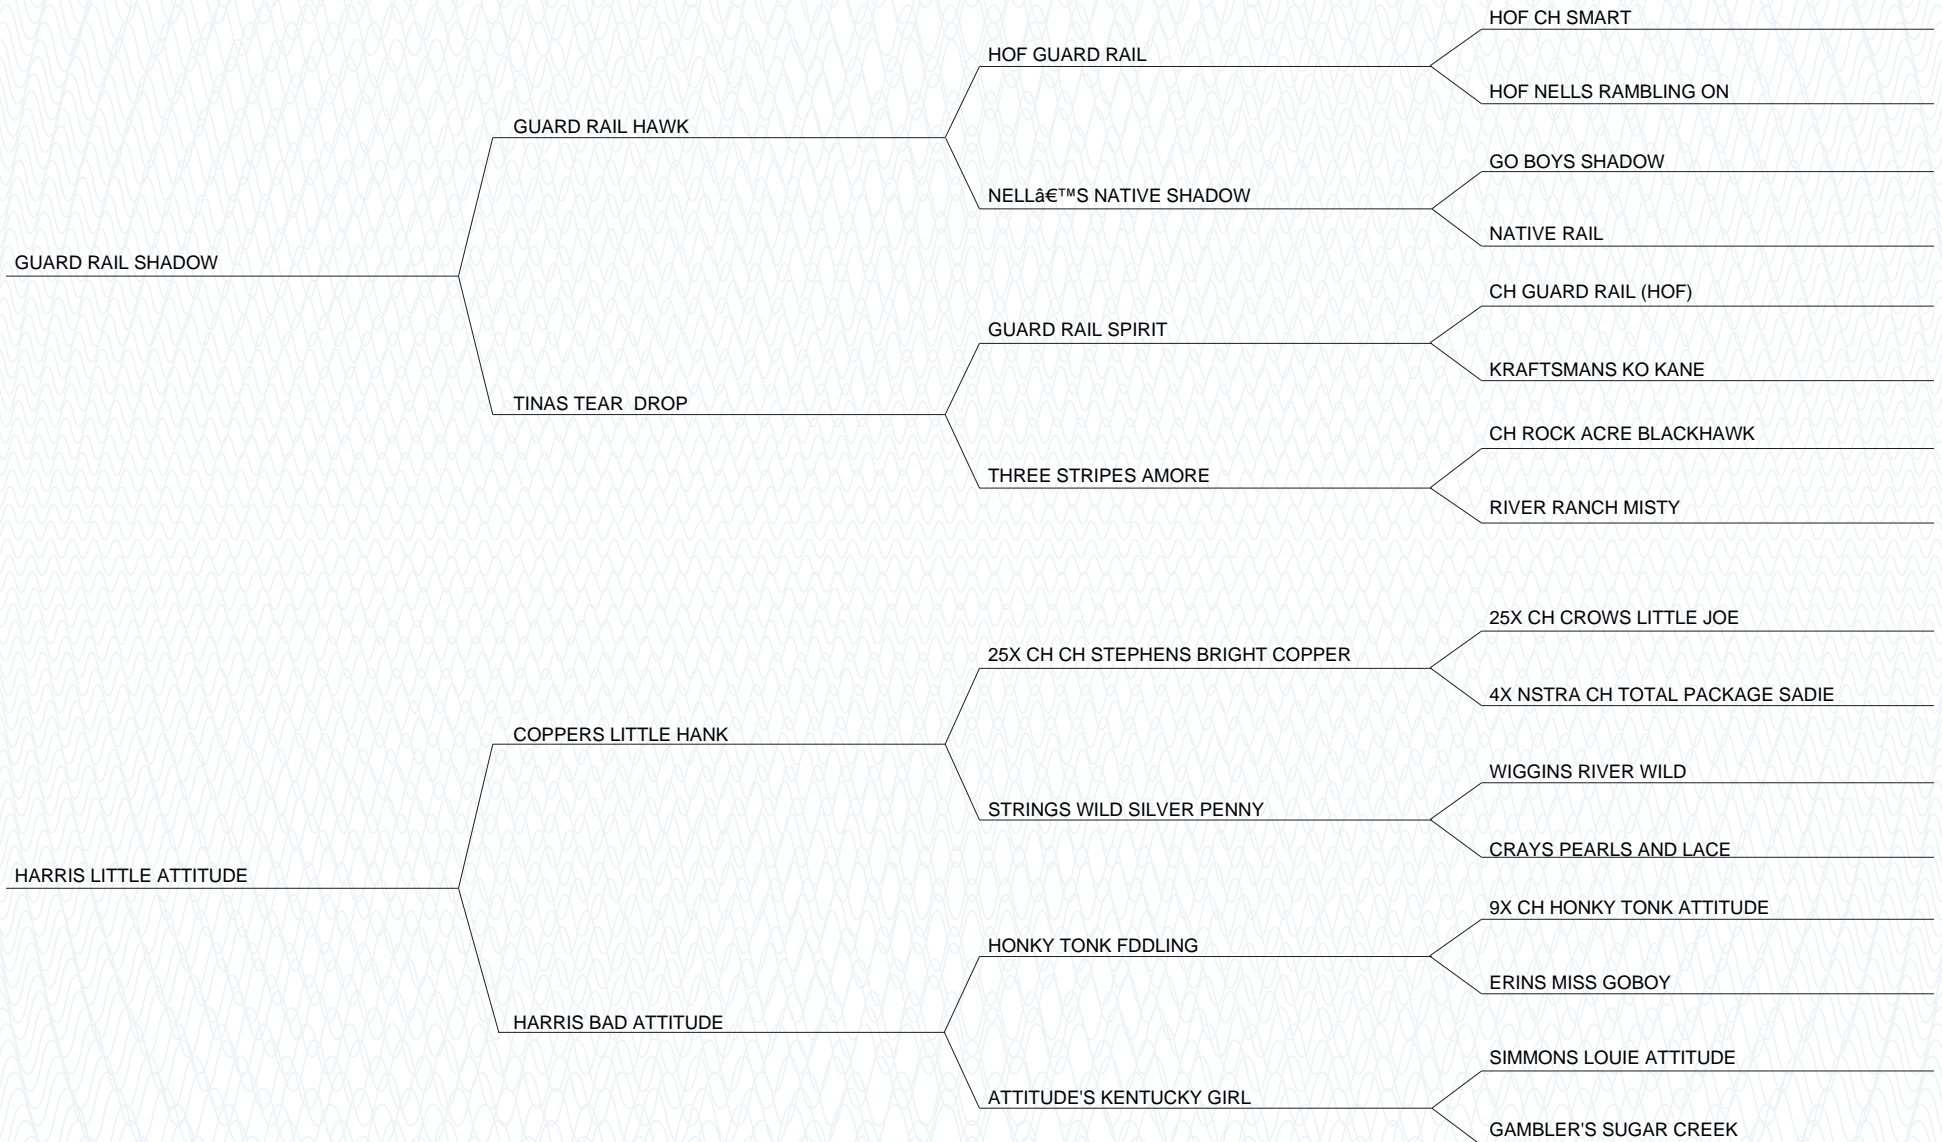 HOF CH SMART
HOF GUARD RAIL
HOF NELLS RAMBLING ON
GUARD RAIL HAWK
GO BOYS SHADOW
NELLâ€™S NATIVE SHADOW
NATIVE RAIL
GUARD RAIL SHADOW
CH GUARD RAIL (HOF)
GUARD RAIL SPIRIT
KRAFTSMANS KO KANE
TINAS TEAR  DROP
CH ROCK ACRE BLACKHAWK
THREE STRIPES AMORE
RIVER RANCH MISTY
25X CH CROWS LITTLE JOE
25X CH CH STEPHENS BRIGHT COPPER
4X NSTRA CH TOTAL PACKAGE SADIE
COPPERS LITTLE HANK
WIGGINS RIVER WILD
STRINGS WILD SILVER PENNY
CRAYS PEARLS AND LACE
HARRIS LITTLE ATTITUDE
9X CH HONKY TONK ATTITUDE
HONKY TONK FDDLING
ERINS MISS GOBOY
HARRIS BAD ATTITUDE
SIMMONS LOUIE ATTITUDE
ATTITUDE'S KENTUCKY GIRL
GAMBLER'S SUGAR CREEK